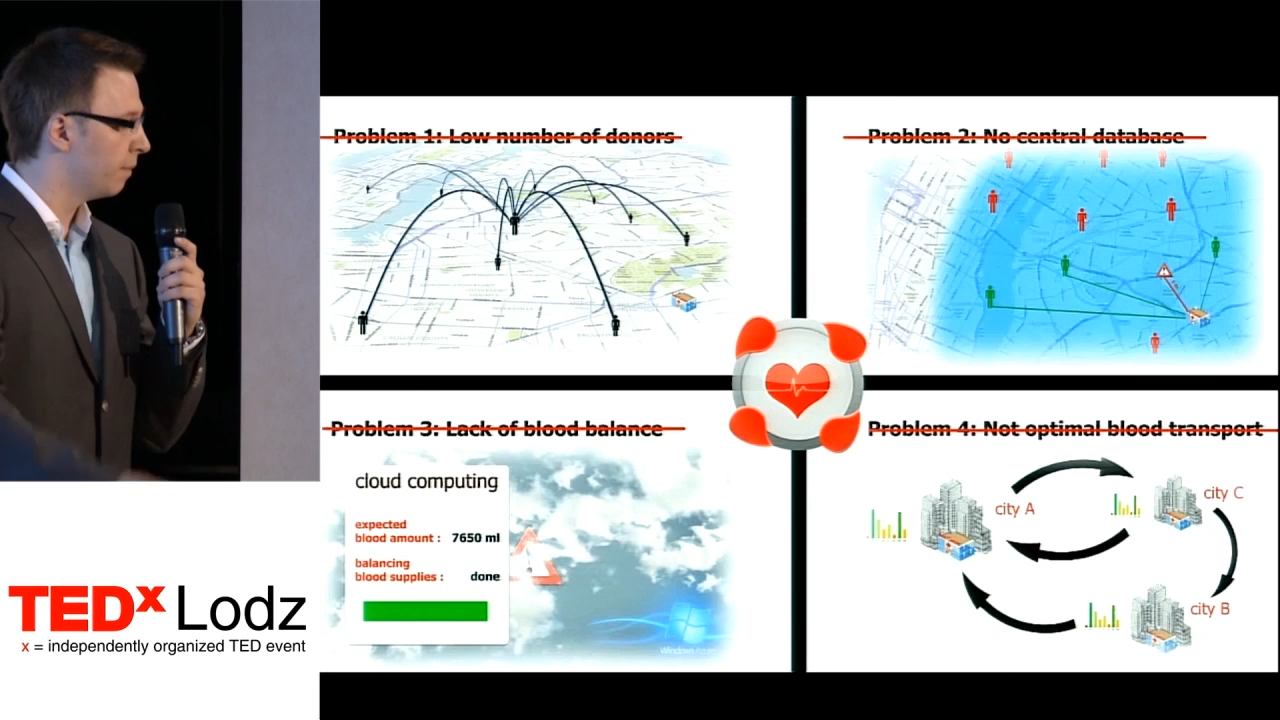 Problem 1: Low number of donors
Problem 2: No central database
Problem 3: Lack of blood balance
cloud computing
expected
blood amount : 7650 ml
balancing
blood supplies : done
Windows Azure
Problem 4: Not optimal blood transport
city A
city C
city B
TEDx Lodz
x = independently organized TED event